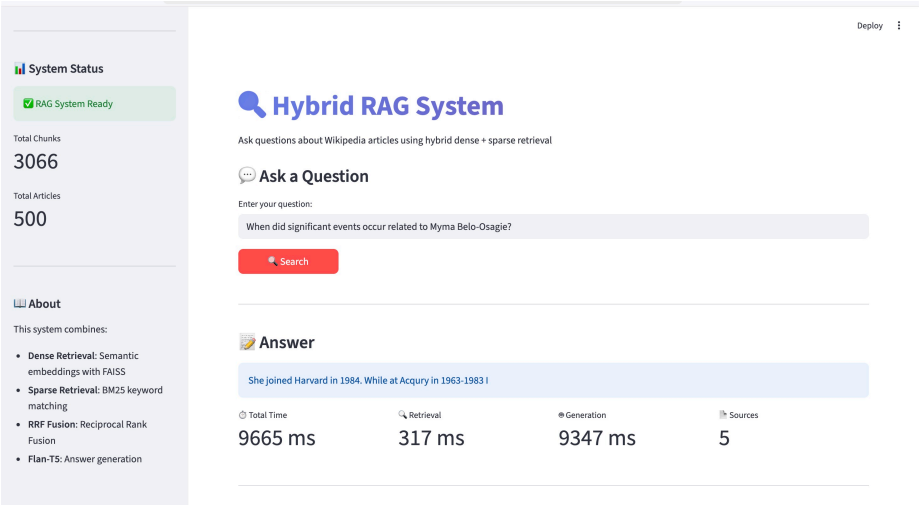 Deploy
System Status
RAG System Ready
Total Chunks
3066
Total Articles
500
About
This system combines:
Dense Retrieval: Semantic
embeddings with FAISS
Sparse Retrieval: BM25 keyword
matching
RRF Fusion: Reciprocal Rank
Fusion
Flan-T5: Answer generation
Hybrid RAG System
Ask questions about Wikipedia articles using hybrid dense + sparse retrieval
Ask a Question
Enter your question:
When did significant events occur related to Myma Belo-Osagie?
Search
Answer
She joined Harvard in 1984. While at Acqury in 1963-1983 I
Total Time
9665 ms
Retrieval
317 ms
Generation
9347 ms
Sources
5